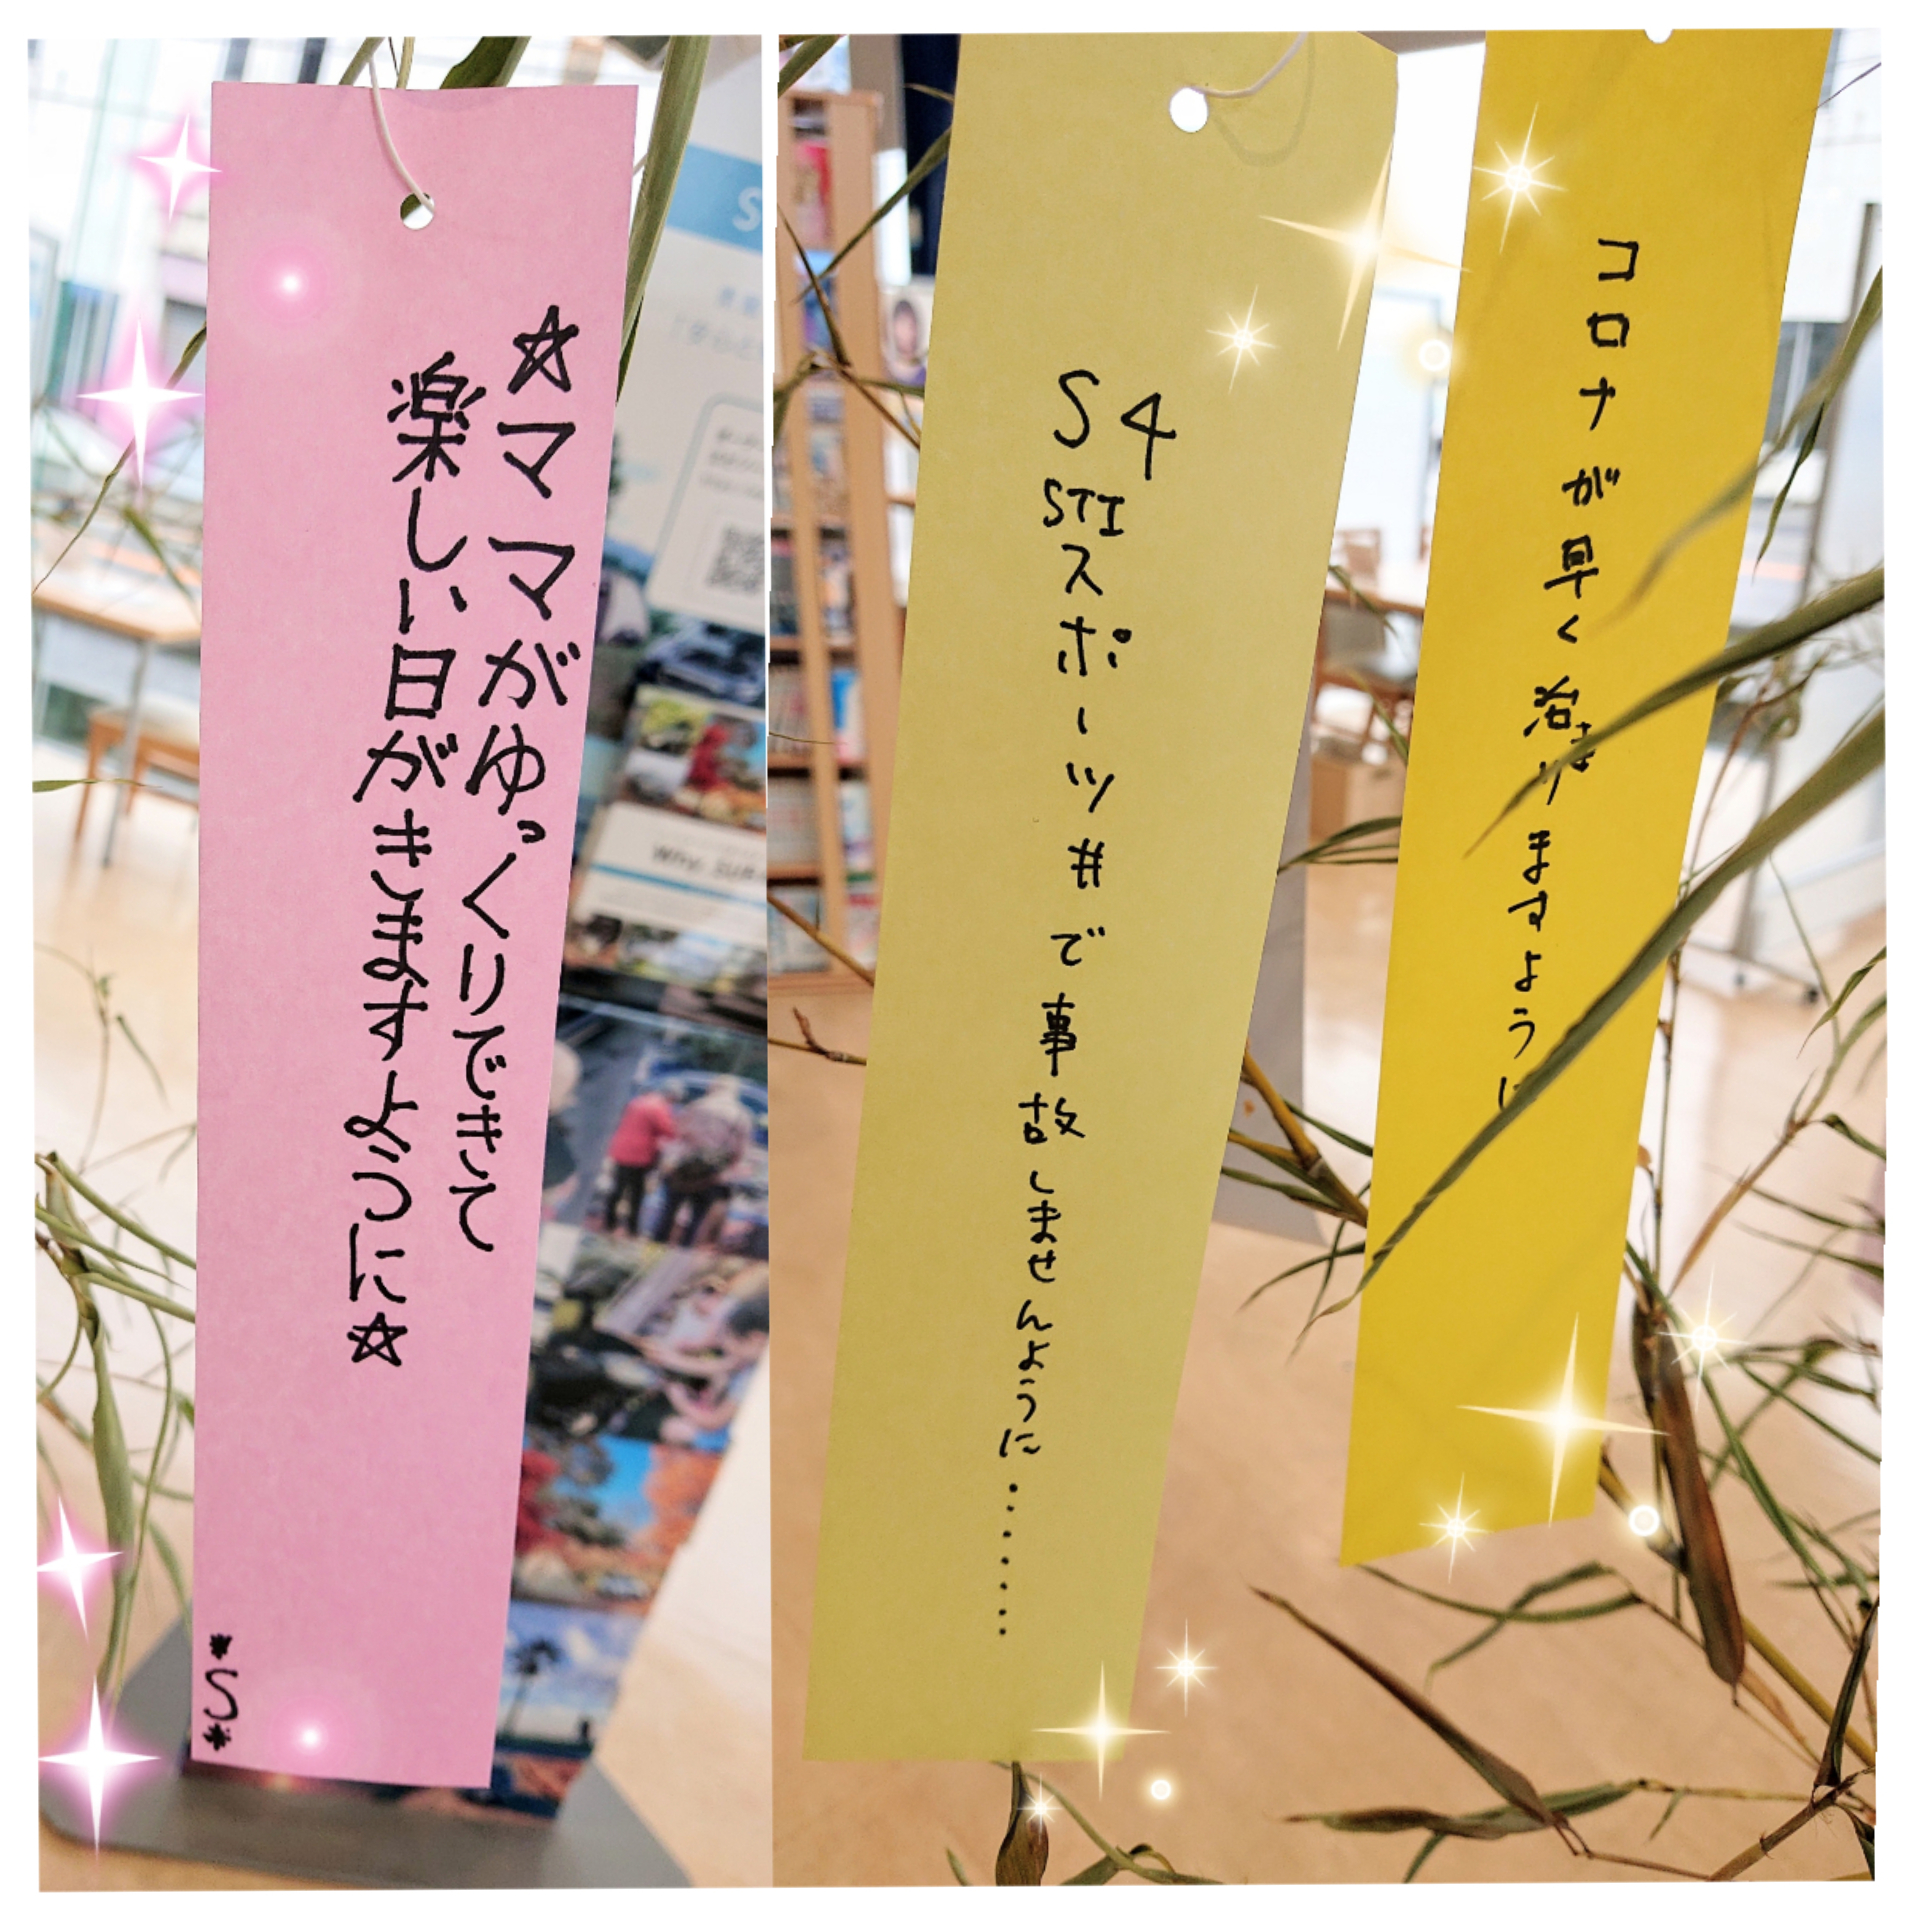 ☆ママがゆっくりできて
楽しい日がきますように☆
*S*
S4
STIスポーツ#で事故しませんように・・・・・・・
コロナが早く治まりますように